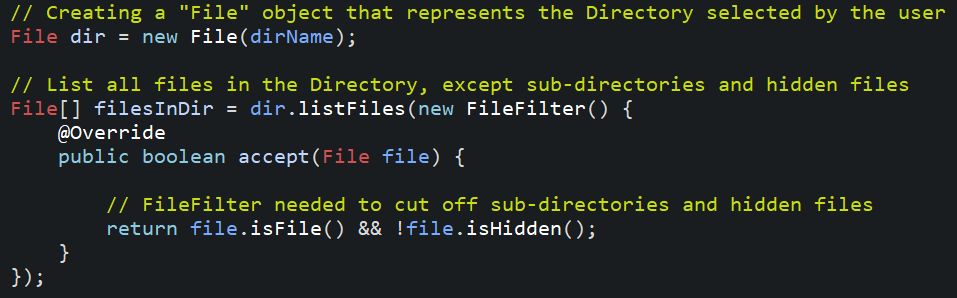 // Creating a "File" object that represents the Directory selected by the user
File dir = new File(dirName);
// List all files in the Directory, except sub-directories and hidden files
File[] filesInDir = dir.listFiles(new FileFilter() {
    @Override
    public boolean accept(File file) {
        // FileFilter needed to cut off sub-directories and hidden files
        return file.isFile() && !file.isHidden();
    }
});